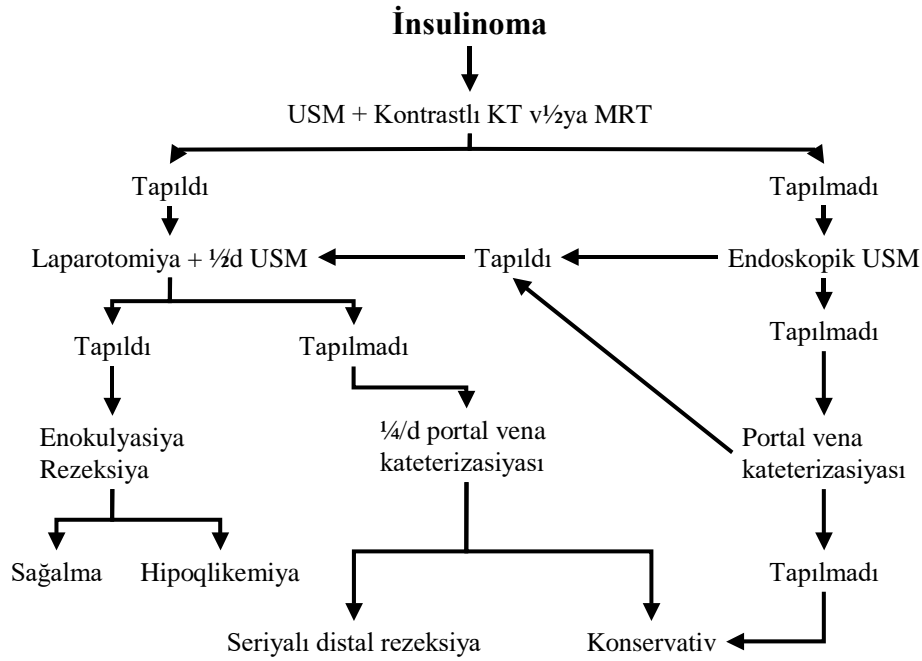 İnsulinoma
USM + Kontrastlı KT v½ya MRT
Tapıldı
Tapılmadı
Laparotomiya + ½d USM
Tapıldı
Endoskopik USM
Tapıldı
Tapılmadı
Tapılmadı
Enokulyasiya
Rezeksiya
¼/d portal vena
kateterizasiyası
Portal vena
kateterizasiyası
Sağalma
Hipoqlikemiya
Tapılmadı
Seriyalı distal rezeksiya
Konservativ